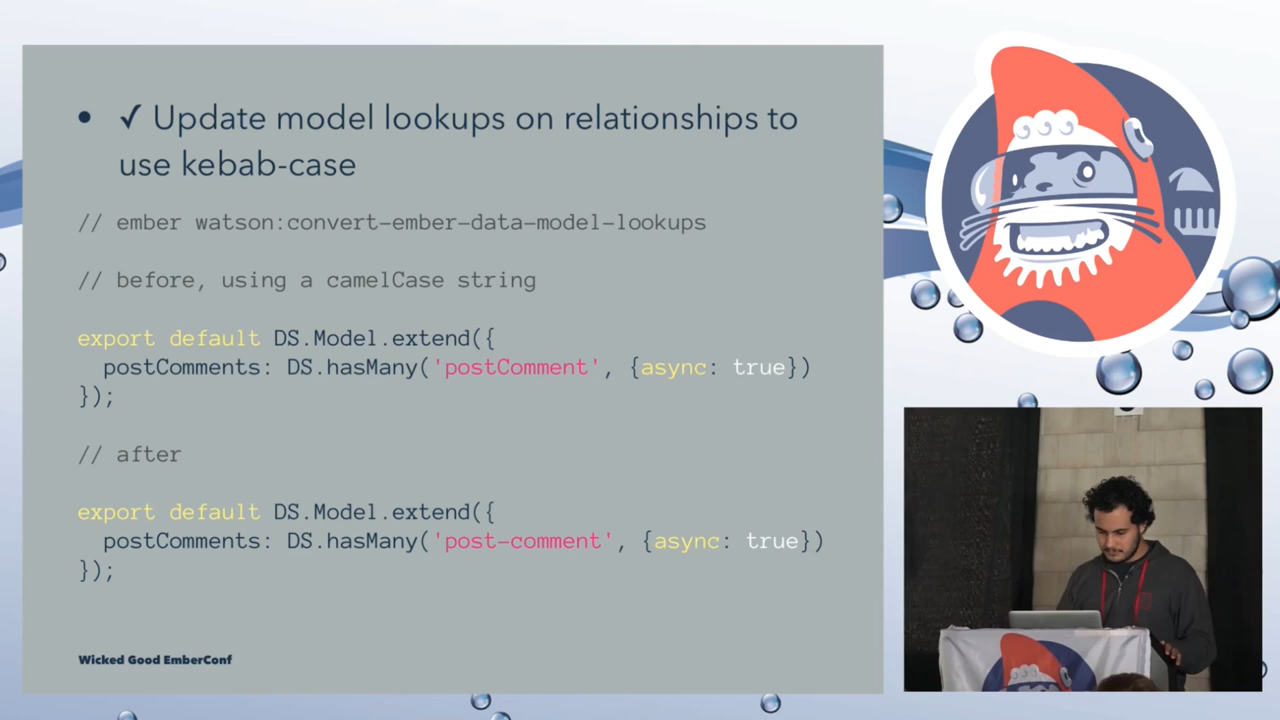 • ✓ Update model lookups on relationships to
use kebab-case
// ember watson:convert-ember-data-model-lookups
// before, using a camelCase string
export default DS.Model.extend({
  postComments: DS.hasMany('postComment', {async: true})
});
// after
export default DS.Model.extend({
  postComments: DS.hasMany('post-comment', {async: true})
});
Wicked Good EmberConf